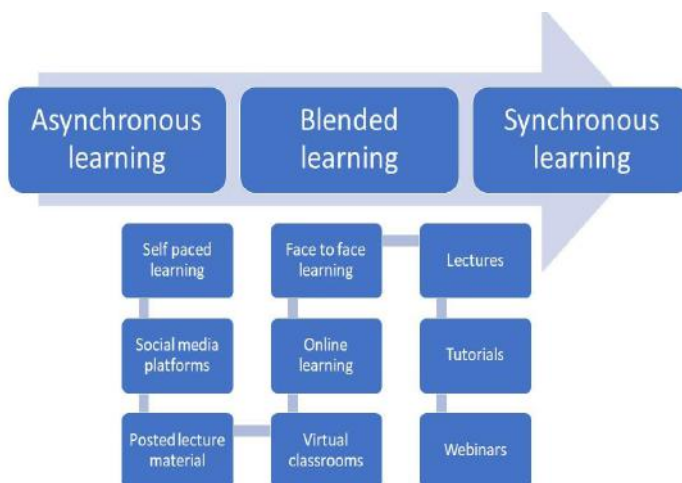 Asynchronous
learning
Blended
learning
Synchronous
learning
Self paced
learning
Social media
platforms
Posted lecture
material
Face to face
learning
Online
learning
Virtual
classrooms
Lectures
Tutorials
Webinars